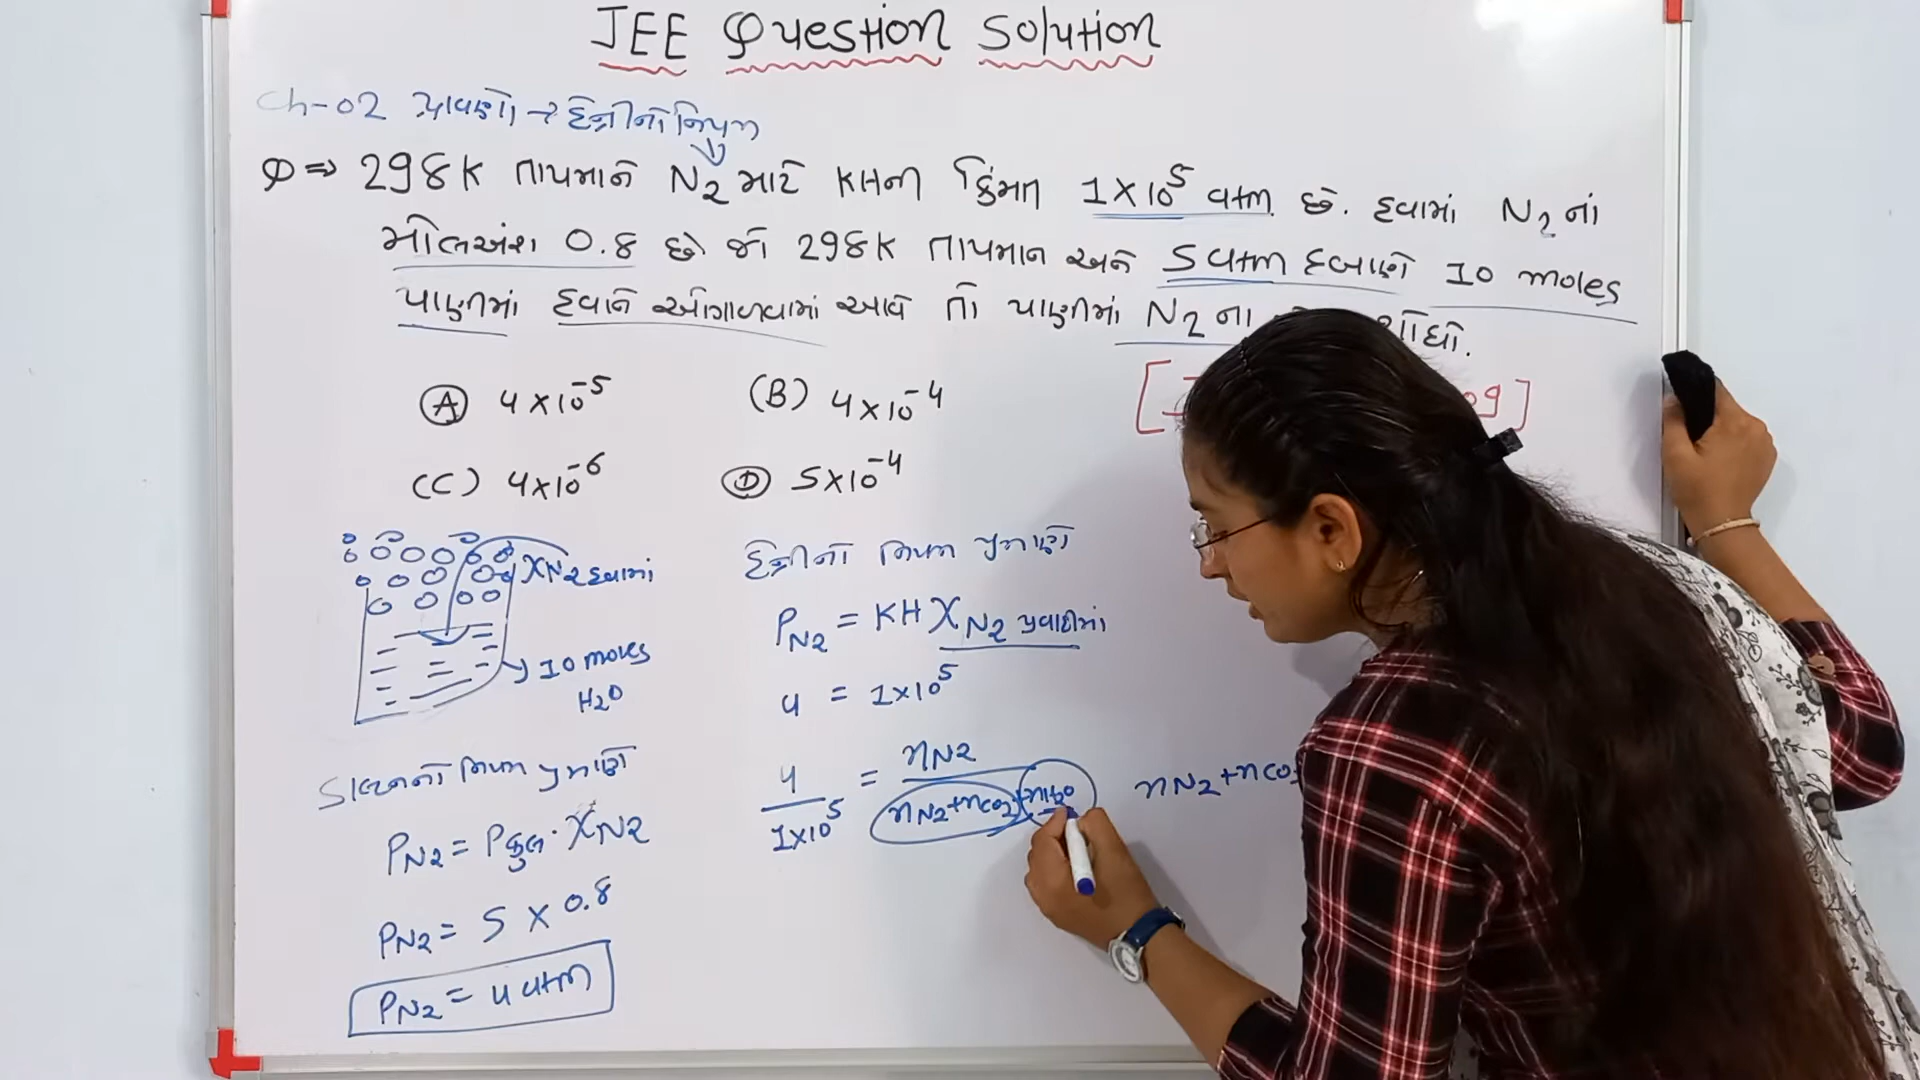 JEE Question Solution
Ch-02 દ્રાવણો → હેન્રીનો નિયમ
Q ⇒ 298K તાપમાને N2 માટે KHની કિંમત 1×10^5 atm છે. હવામાં N2નાં
મોલઅંશ 0.8 છે જો 298K તાપમાન અને 5 atm દબાણે 10 moles
પાણીમાં હવાને ઓગાળવામાં આવે તો પાણીમાં N2 ના શોધો.
(A) 4×10^-5
(B) 4×10^-4
(C) 4×10^-6
(D) 5×10^-4
XN2 હવામાં
10 moles
H2O
ડાલ્ટનનો નિયમ પ્રમાણે
PN2 = Pકુલ · XN2
PN2 = 5 × 0.8
PN2 = 4 atm
હેન્રીનો નિયમ પ્રમાણે
PN2 = KH XN2 પ્રવાહીમાં
4 = 1×10^5
4/1×10^5 = nN2/nN2+nCO2+nH2O
nN2+nCO